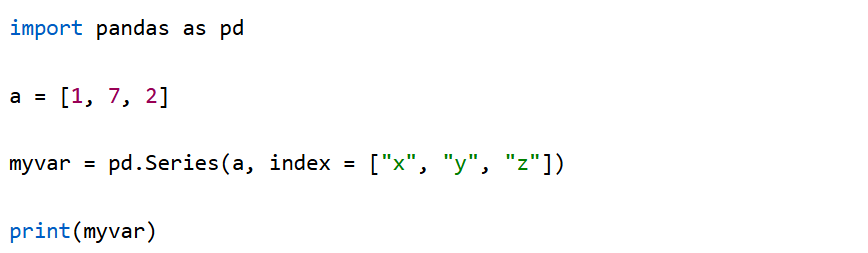 import pandas as pd
a = [1, 7, 2]
myvar = pd.Series(a, index = ["x", "y", "z"])
print(myvar)